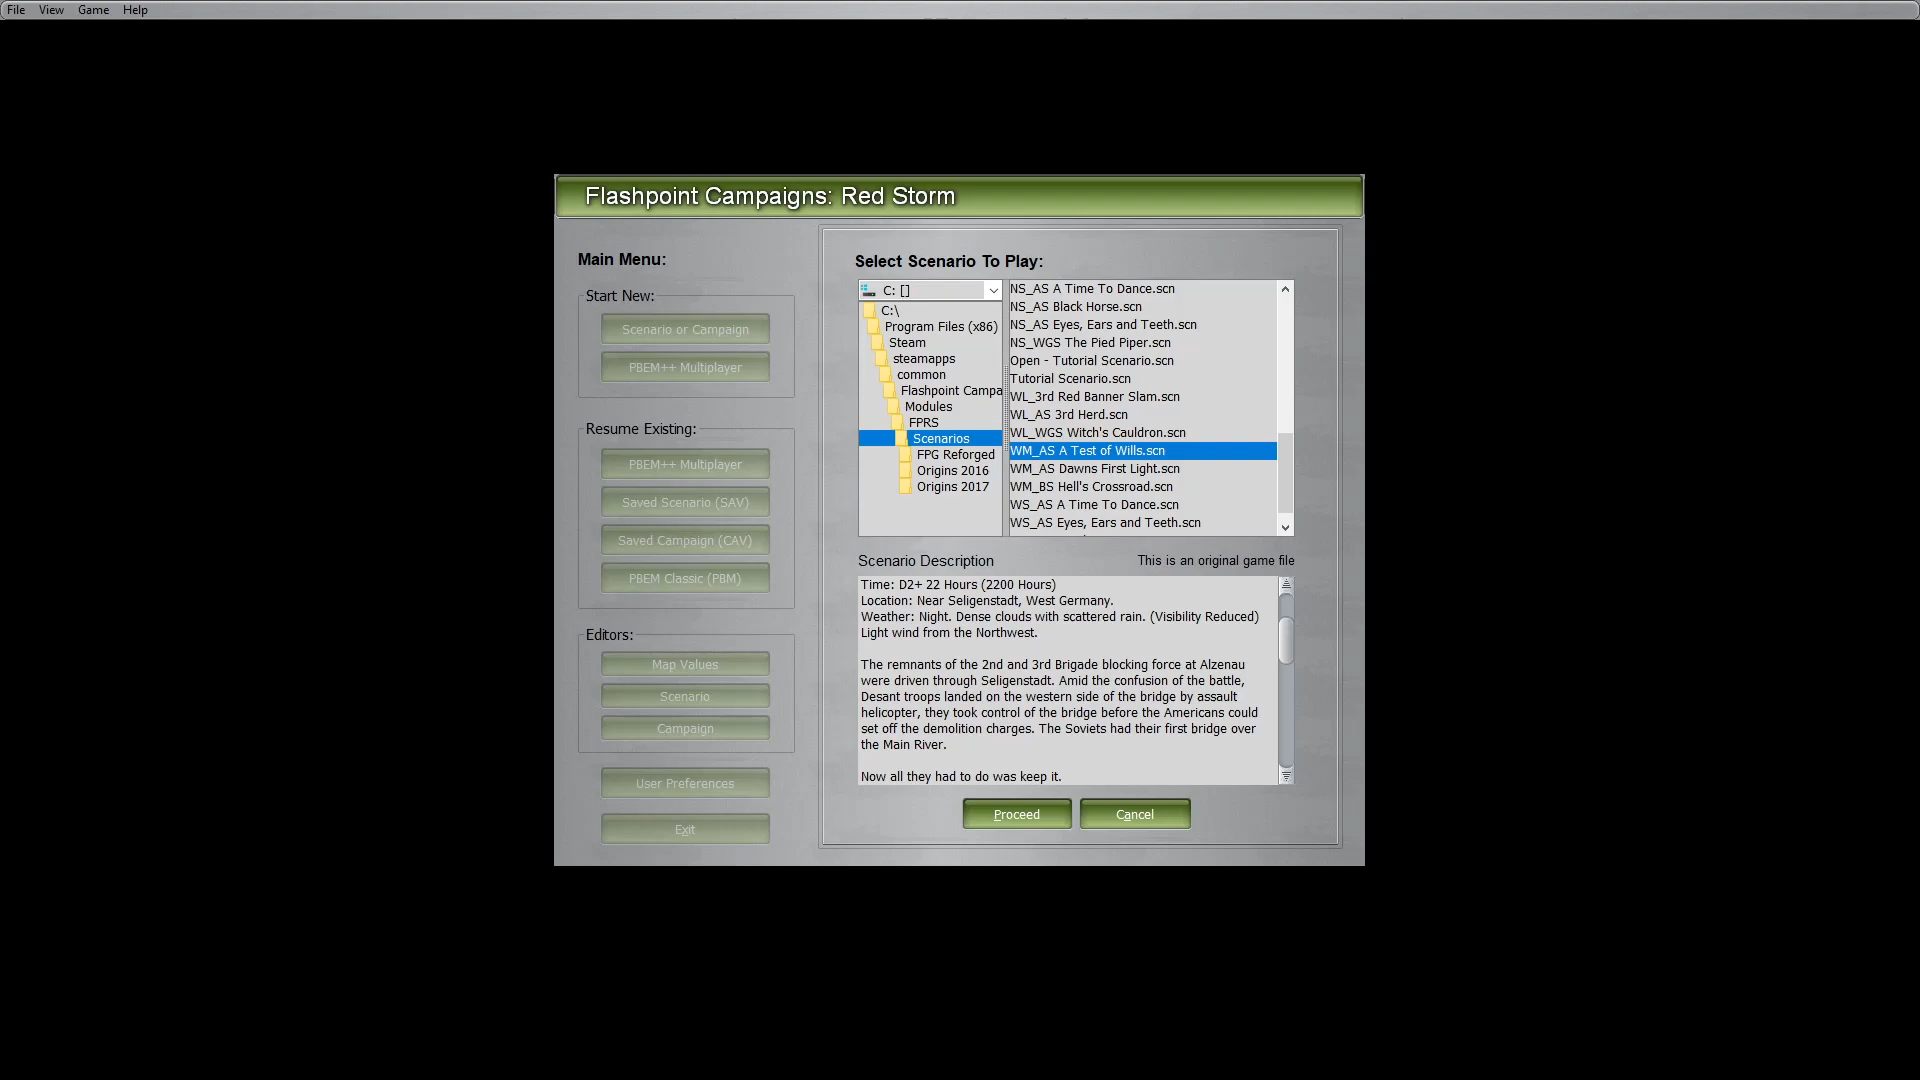 File View Game Help
Flashpoint Campaigns: Red Storm
Main Menu:
Start New:
Scenario or Campaign
PBEM++ Multiplayer
Resume Existing:
PBEM++ Multiplayer
Saved Scenario (SAV)
Saved Campaign (CAV)
PBEM Classic (PBM)
Editors:
Map Values
Scenario
Campaign
User Preferences
Exit
Select Scenario To Play:
C: []
C:\
Program Files (x86)
Steam
steamapps
common
Flashpoint Campa
Modules
FPRS
Scenarios
FPG Reforged
Origins 2016
Origins 2017
NS_AS A Time To Dance.scn
NS_AS Black Horse.scn
NS_AS Eyes, Ears and Teeth.scn
NS_WGS The Pied Piper.scn
Open - Tutorial Scenario.scn
Tutorial Scenario.scn
WL_3rd Red Banner Slam.scn
WL_AS 3rd Herd.scn
WL_WGS Witch's Cauldron.scn
WM_AS A Test of Wills.scn
WM_AS Dawns First Light.scn
WM_BS Hell's Crossroad.scn
WS_AS A Time To Dance.scn
WS_AS Eyes, Ears and Teeth.scn
Scenario Description
This is an original game file
Time: D2+ 22 Hours (2200 Hours)
Location: Near Seligenstadt, West Germany.
Weather: Night. Dense clouds with scattered rain. (Visibility Reduced)
Light wind from the Northwest.
The remnants of the 2nd and 3rd Brigade blocking force at Alzenau
were driven through Seligenstadt. Amid the confusion of the battle,
Desant troops landed on the western side of the bridge by assault
helicopter, they took control of the bridge before the Americans could
set off the demolition charges. The Soviets had their first bridge over
the Main River.
Now all they had to do was keep it.
Proceed
Cancel